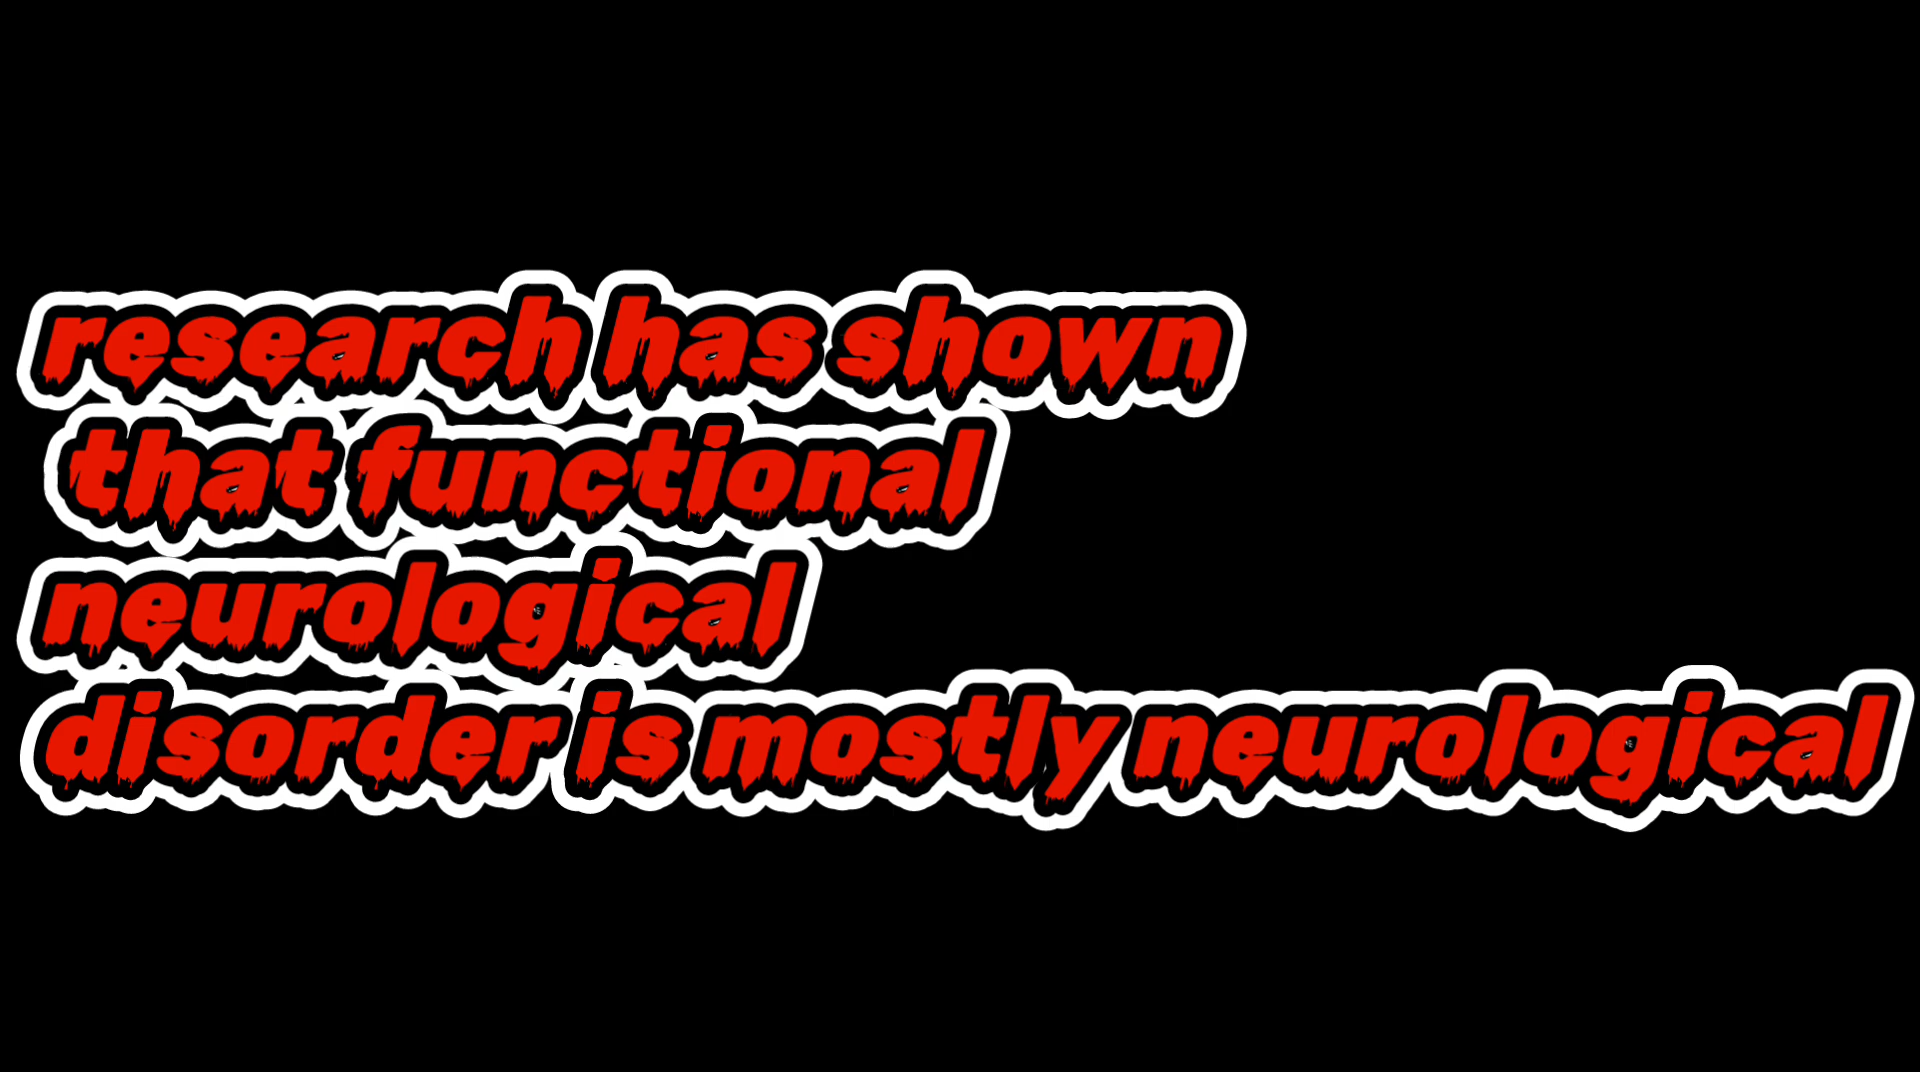 research has shown
that functional
neurological
disorder is mostly neurological